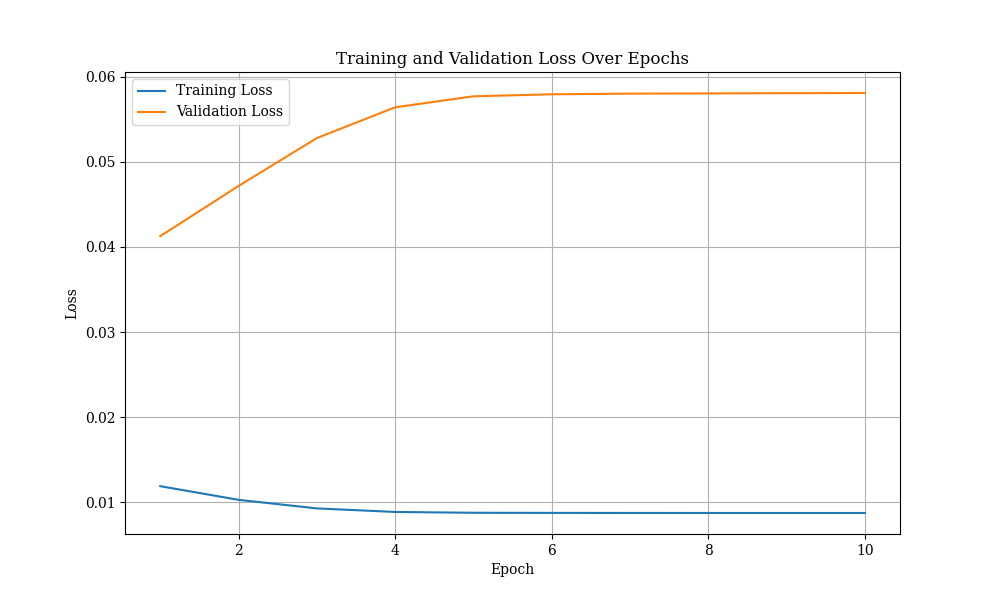 Training and Validation Loss Over Epochs
Training Loss
Validation Loss
0.06
0.05
0.04
0.03
0.02
0.01
Loss
2
4
6
8
10
Epoch